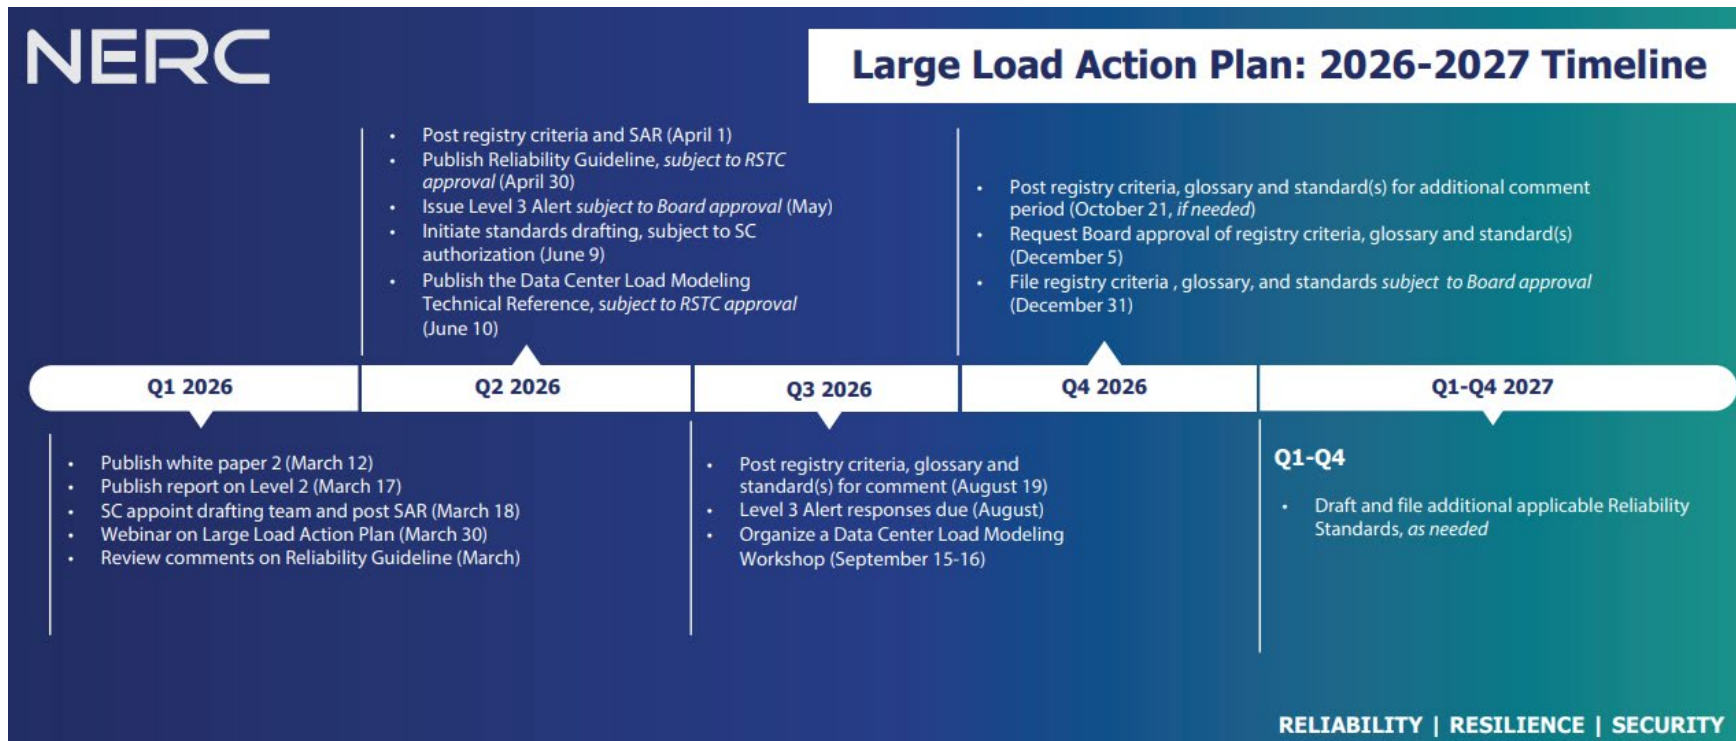 NERC
Large Load Action Plan: 2026-2027 Timeline
• Post registry criteria and SAR (April 1)
• Publish Reliability Guideline, subject to RSTC
approval (April 30)
• Issue Level 3 Alert subject to Board approval (May)
• Initiate standards drafting, subject to SC
authorization (June 9)
• Publish the Data Center Load Modeling
Technical Reference, subject to RSTC approval
(June 10)
• Post registry criteria, glossary and standard(s) for additional comment
period (October 21, if needed)
• Request Board approval of registry criteria, glossary and standard(s)
(December 5)
• File registry criteria , glossary, and standards subject to Board approval
(December 31)
Q1 2026
Q2 2026
Q3 2026
Q4 2026
Q1-Q4 2027
• Publish white paper 2 (March 12)
• Publish report on Level 2 (March 17)
• SC appoint drafting team and post SAR (March 18)
• Webinar on Large Load Action Plan (March 30)
• Review comments on Reliability Guideline (March)
• Post registry criteria, glossary and
standard(s) for comment (August 19)
• Level 3 Alert responses due (August)
• Organize a Data Center Load Modeling
Workshop (September 15-16)
Q1-Q4
• Draft and file additional applicable Reliability
Standards, as needed
RELIABILITY | RESILIENCE | SECURITY